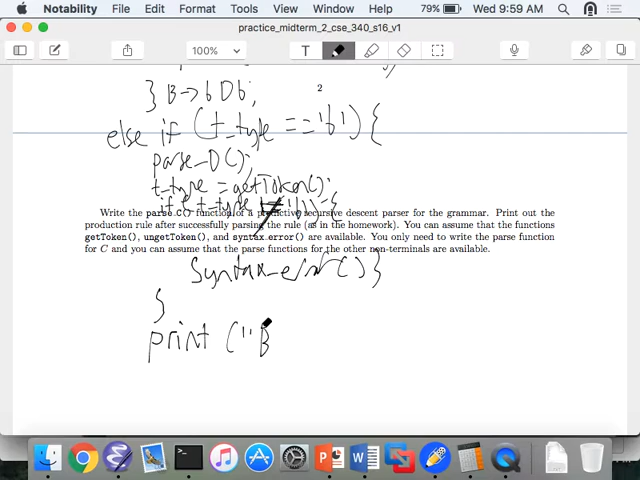 Notability File Edit Format Tools Note View Window Help 79% Wed 9:59 AM
practice_midterm_2_cse_340_s16_v1
100% T
} B → b D b;
2
else if (t_type == 'b') {
parse_D();
t_type = getToken();
if (t_type != 'b') {
Write the parse_C() function of a predictive recursive descent parser for the grammar. Print out the
production rule after successfully parsing the rule (as in the homework). You can assume that the functions
getToken(), ungetToken(), and syntax_error() are available. You only need to write the parse function
for C and you can assume that the parse functions for the other non-terminals are available.
Syntax_error() }
}
print ("B